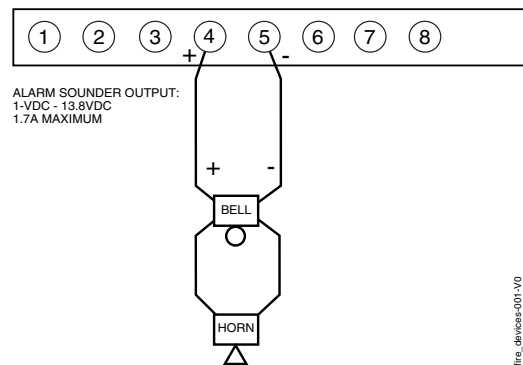 1 2 3 4 5 6 7 8
+ -
ALARM SOUNDER OUTPUT:
1-VDC - 13.8VDC
1.7A MAXIMUM
+ -
BELL
HORN
fire_devices-001-V0